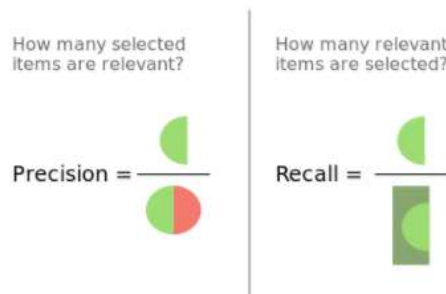 How many selected
items are relevant?
Precision =
How many relevant
items are selected?
Recall =